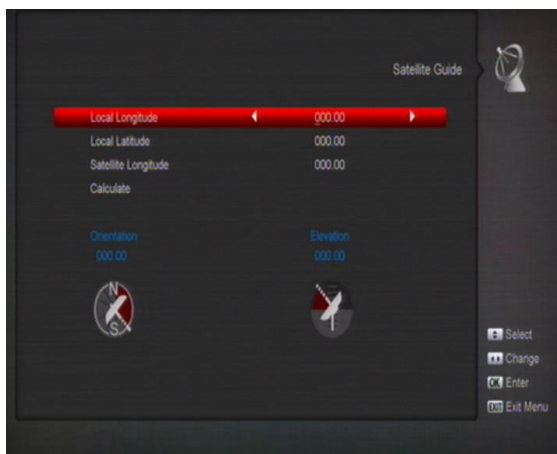 Satellite Guide
Local Longitude 000.00
Local Latitude 000.00
Satellite Longitude 000.00
Calculate
Orientation Elevation
000.00 000.00
N
S
Select
Change
OK Enter
EXIT Exit Menu